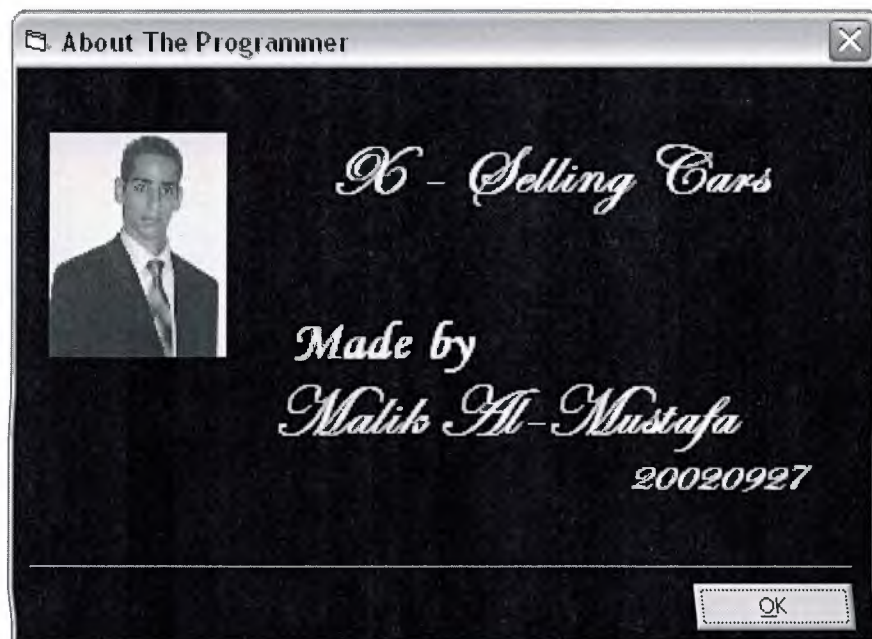 About The Programmer
X - Selling Cars
Made by
Malik Al-Mustafa
20020927
OK